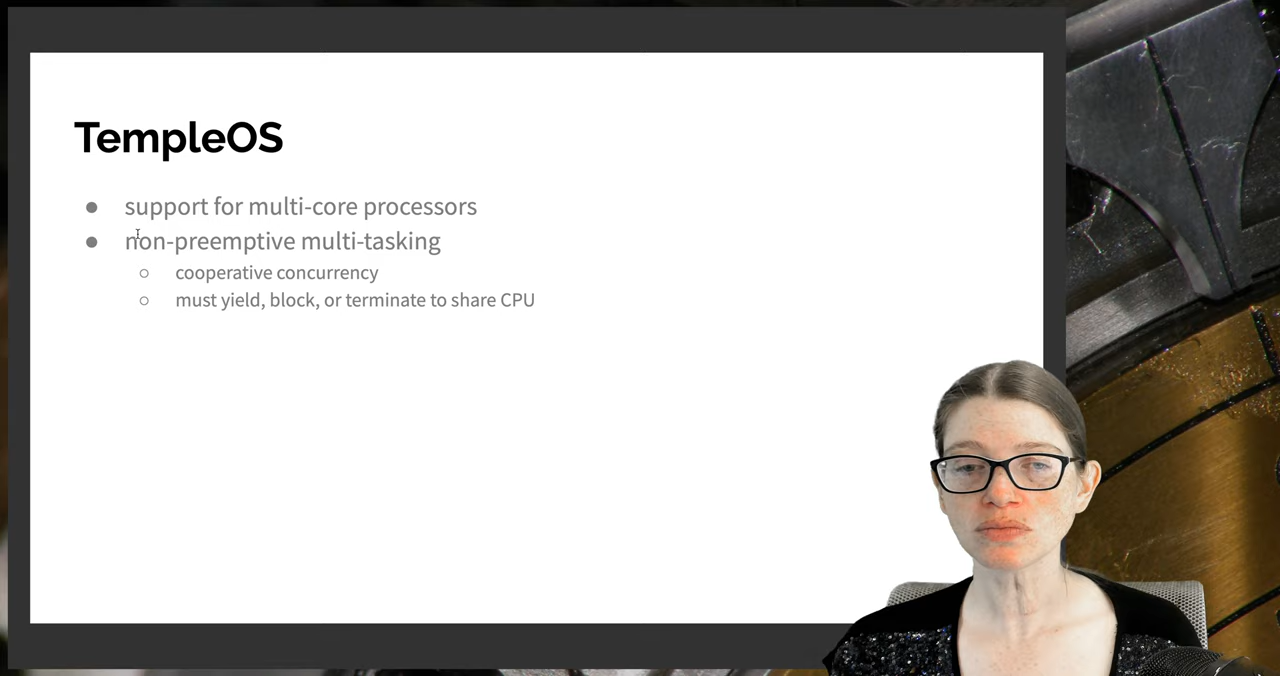 TempleOS
● support for multi-core processors
● non-preemptive multi-tasking
○ cooperative concurrency
○ must yield, block, or terminate to share CPU